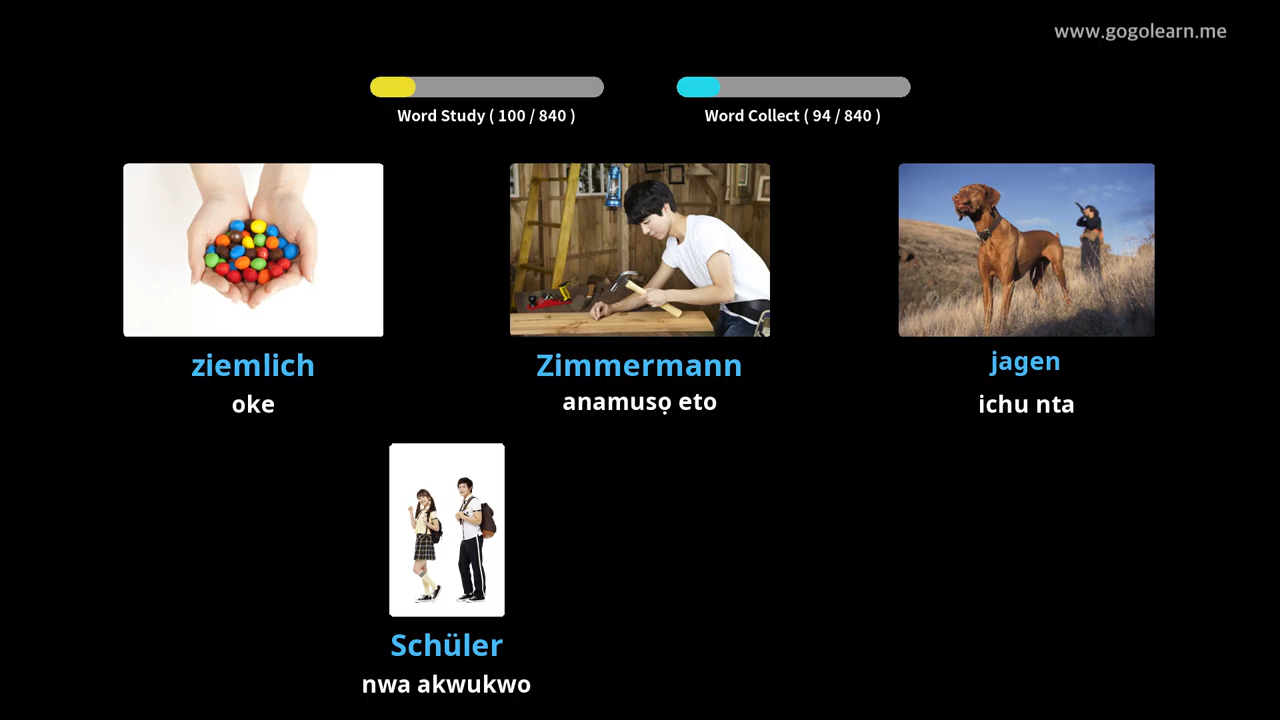 www.gogolearn.me
Word Study ( 100 / 840 )
Word Collect ( 94 / 840 )
ziemlich
oke
Zimmermann
anamusọ eto
jagen
ichu nta
Schüler
nwa akwukwo